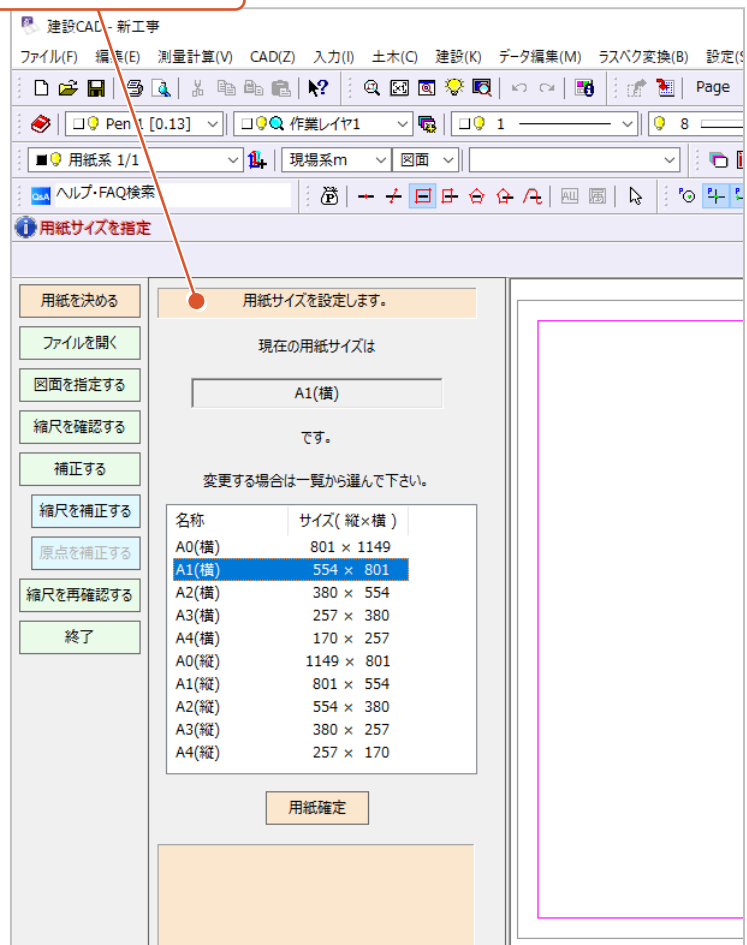 建設CAD - 新工事
ファイル(F) 編集(E) 測量計算(V) CAD(Z) 入力(I) 土木(C) 建設(K) データ編集(M) ラスベク変換(B) 設定(S
Page
Pen 1 [0.13] 作業レイヤ1 1 8
用紙系 1/1 現場系m 図面
Q&A ヘルプ・FAQ検索 ALL
用紙サイズを指定
用紙を決める
ファイルを開く
図面を指定する
縮尺を確認する
補正する
縮尺を補正する
原点を補正する
縮尺を再確認する
終了
用紙サイズを設定します。
現在の用紙サイズは
A1(横)
です。
変更する場合は一覧から選んで下さい。
名称 サイズ( 縦×横 )
A0(横) 801 × 1149
A1(横) 554 × 801
A2(横) 380 × 554
A3(横) 257 × 380
A4(横) 170 × 257
A0(縦) 1149 × 801
A1(縦) 801 × 554
A2(縦) 554 × 380
A3(縦) 380 × 257
A4(縦) 257 × 170
用紙確定